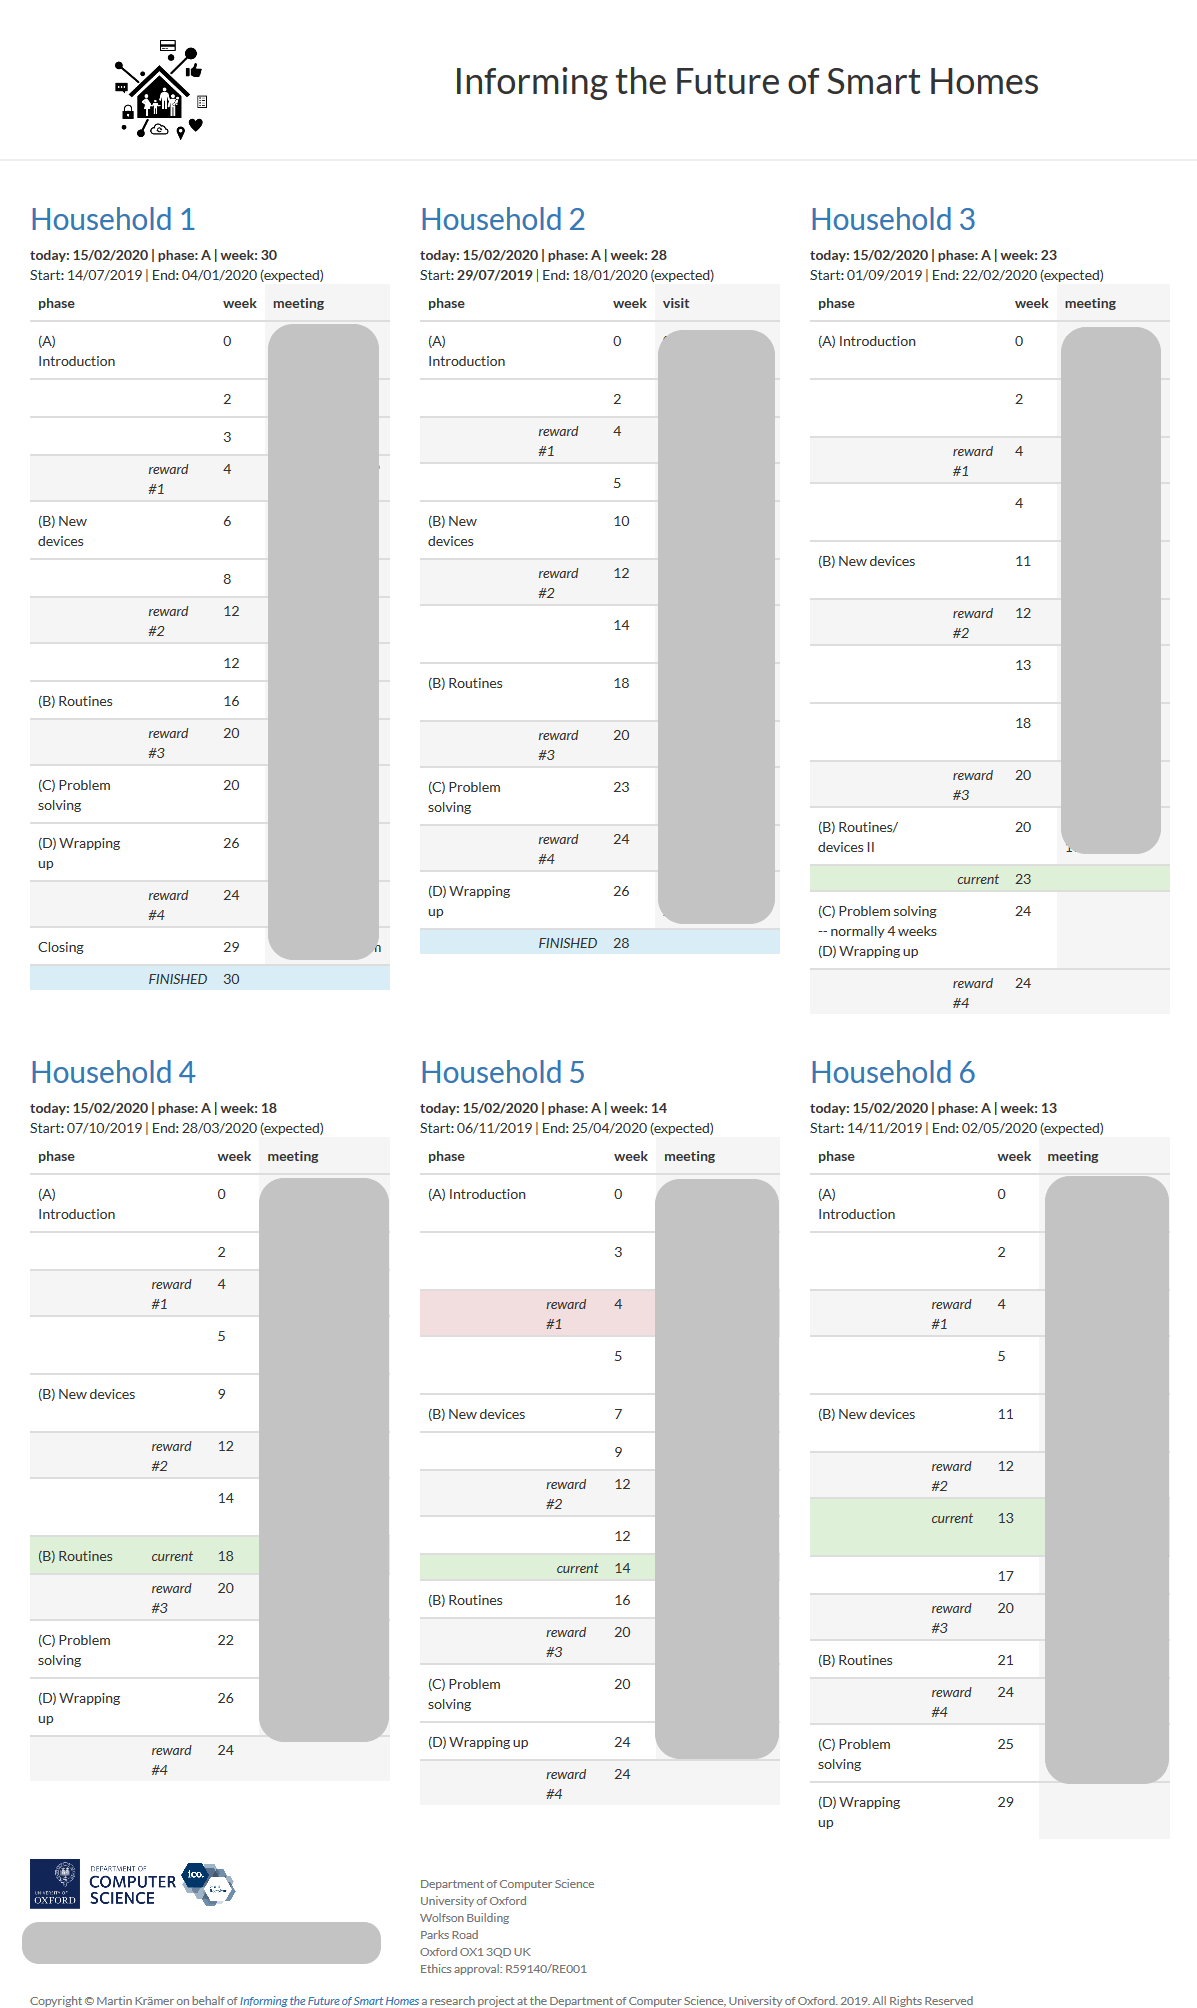 Informing the Future of Smart Homes
Household 1
today: 15/02/2020 | phase: A | week: 30
Start: 14/07/2019 | End: 04/01/2020 (expected)
phase week meeting
(A) 0
Introduction
2
3
reward 4
#1
(B) New 6
devices
8
reward 12
#2
12
(B) Routines 16
reward 20
#3
(C) Problem 20
solving
(D) Wrapping 26
up
reward 24
#4
Closing 29
FINISHED 30
Household 2
today: 15/02/2020 | phase: A | week: 28
Start: 29/07/2019 | End: 18/01/2020 (expected)
phase week visit
(A) 0
Introduction
2
reward 4
#1
5
(B) New 10
devices
reward 12
#2
14
(B) Routines 18
reward 20
#3
(C) Problem 23
solving
reward 24
#4
(D) Wrapping 26
up
FINISHED 28
Household 3
today: 15/02/2020 | phase: A | week: 23
Start: 01/09/2019 | End: 22/02/2020 (expected)
phase week meeting
(A) Introduction 0
2
reward 4
#1
4
(B) New devices 11
reward 12
#2
13
18
reward 20
#3
(B) Routines/ 20
devices II
current 23
(C) Problem solving 24
-- normally 4 weeks
(D) Wrapping up
reward 24
#4
Household 4
today: 15/02/2020 | phase: A | week: 18
Start: 07/10/2019 | End: 28/03/2020 (expected)
phase week meeting
(A) 0
Introduction
2
reward 4
#1
5
(B) New devices 9
reward 12
#2
14
(B) Routines current 18
reward 20
#3
(C) Problem 22
solving
(D) Wrapping 26
up
reward 24
#4
Household 5
today: 15/02/2020 | phase: A | week: 14
Start: 06/11/2019 | End: 25/04/2020 (expected)
phase week meeting
(A) Introduction 0
3
reward 4
#1
5
(B) New devices 7
9
reward 12
#2
12
current 14
(B) Routines 16
reward 20
#3
(C) Problem 20
solving
(D) Wrapping up 24
reward 24
#4
Household 6
today: 15/02/2020 | phase: A | week: 13
Start: 14/11/2019 | End: 02/05/2020 (expected)
phase week meeting
(A) 0
Introduction
2
reward 4
#1
5
(B) New devices 11
reward 12
#2
current 13
17
reward 20
#3
(B) Routines 21
reward 24
#4
(C) Problem 25
solving
(D) Wrapping 29
up
UNIVERSITY OF
OXFORD
DEPARTMENT OF
COMPUTER
SCIENCE
ico.
Department of Computer Science
University of Oxford
Wolfson Building
Parks Road
Oxford OX1 3QD UK
Ethics approval: R59140/RE001
Copyright © Martin Krämer on behalf of Informing the Future of Smart Homes a research project at the Department of Computer Science, University of Oxford. 2019. All Rights Reserved